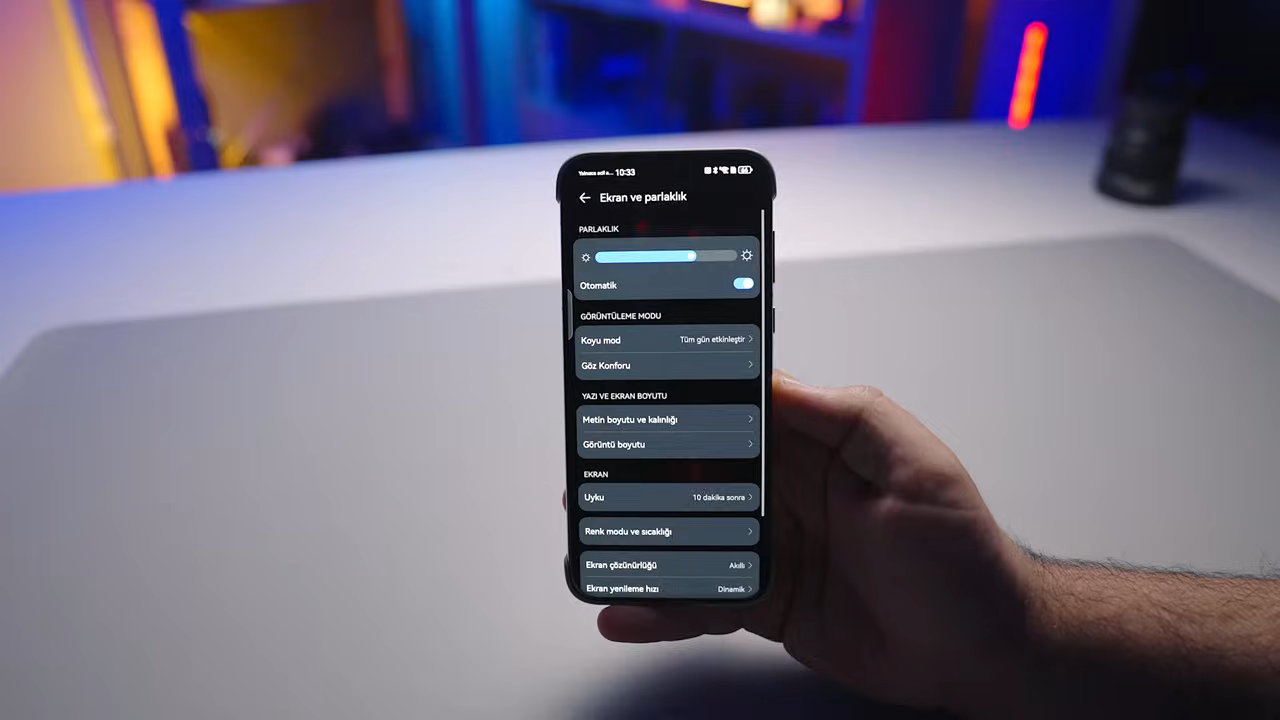 Yalnızca acil a... 10:33
Ekran ve parlaklık
PARLAKLIK
Otomatik
GÖRÜNTÜLEME MODU
Koyu mod Tüm gün etkinleştir
Göz Konforu
YAZI VE EKRAN BOYUTU
Metin boyutu ve kalınlığı
Görüntü boyutu
EKRAN
Uyku 10 dakika sonra
Renk modu ve sıcaklığı
Ekran çözünürlüğü Akıllı
Ekran yenileme hızı Dinamik